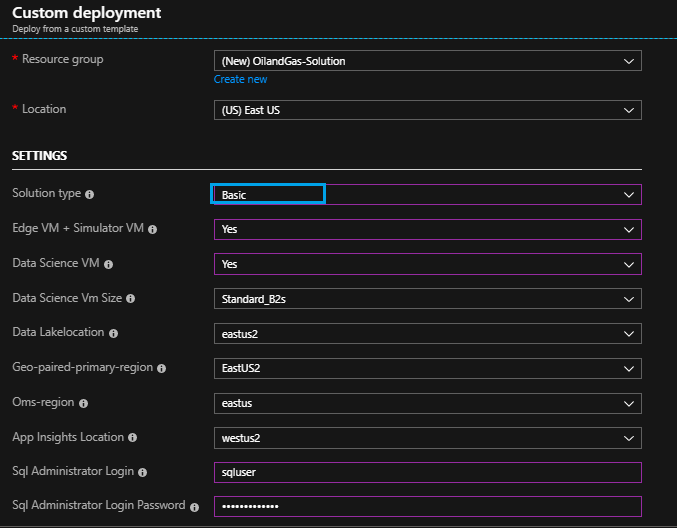 Custom deployment
Deploy from a custom template
* Resource group
(New) OilandGas-Solution
Create new
* Location
(US) East US
SETTINGS
Solution type
Basic
Edge VM + Simulator VM
Yes
Data Science VM
Yes
Data Science Vm Size
Standard_B2s
Data Lakelocation
eastus2
Geo-paired-primary-region
EastUS2
Oms-region
eastus
App Insights Location
westus2
Sql Administrator Login
sqluser
Sql Administrator Login Password
•••••••••••••